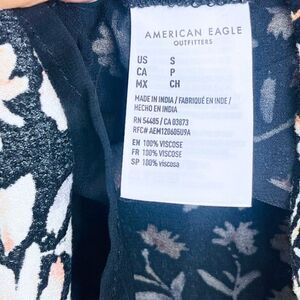 AMERICAN EAGLE
OUTFITTERS
US S
CA P
MX CH
MADE IN INDIA / FABRIQUÉ EN INDE /
HECHO EN INDIA
RN 54485 / CA 03873
RFC# AEM120605U9A
EN 100% VISCOSE
FR 100% VISCOSE
SP 100% viscosa